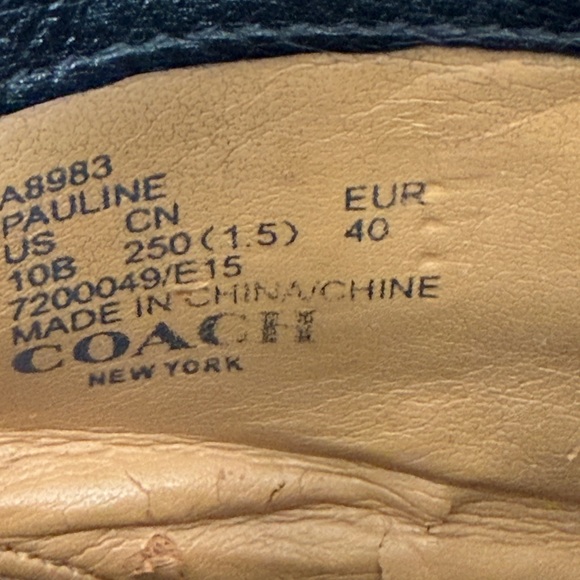 A8983
PAULINE
US CN EUR
10B 250(1.5) 40
7200049/E15
MADE IN CHINA/CHINE
COACH
NEW YORK